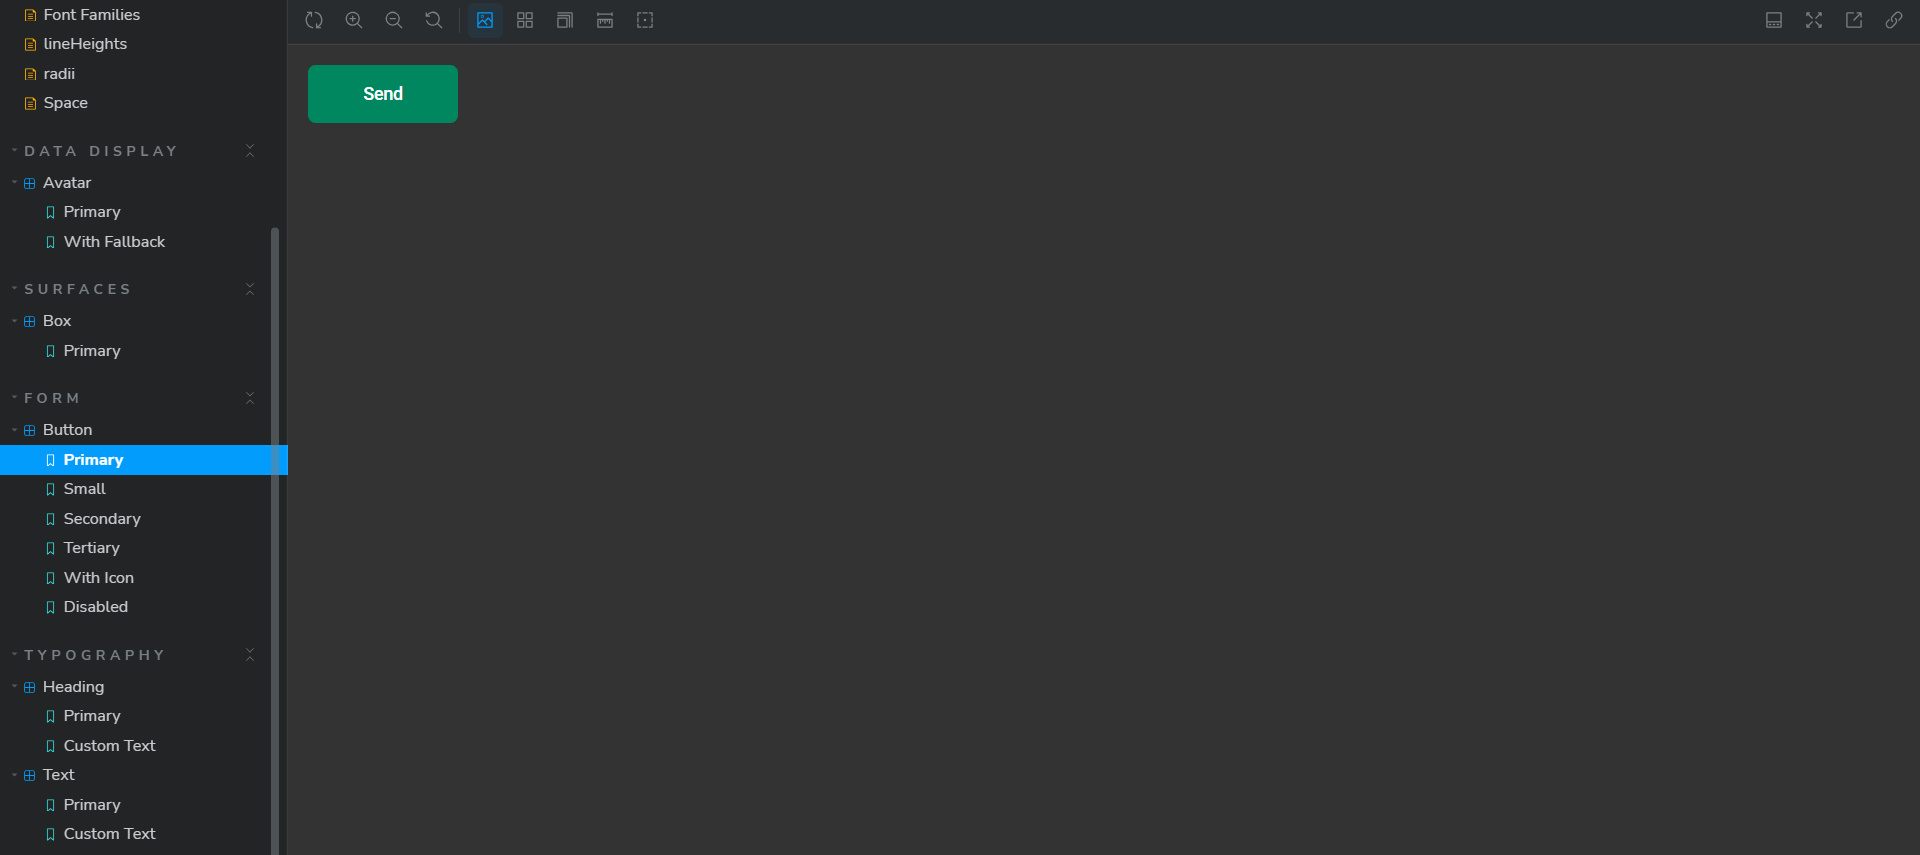 Font Families
lineHeights
radii
Space
DATA DISPLAY
Avatar
Primary
With Fallback
SURFACES
Box
Primary
FORM
Button
Primary
Small
Secondary
Tertiary
With Icon
Disabled
TYPOGRAPHY
Heading
Primary
Custom Text
Text
Primary
Custom Text
Send